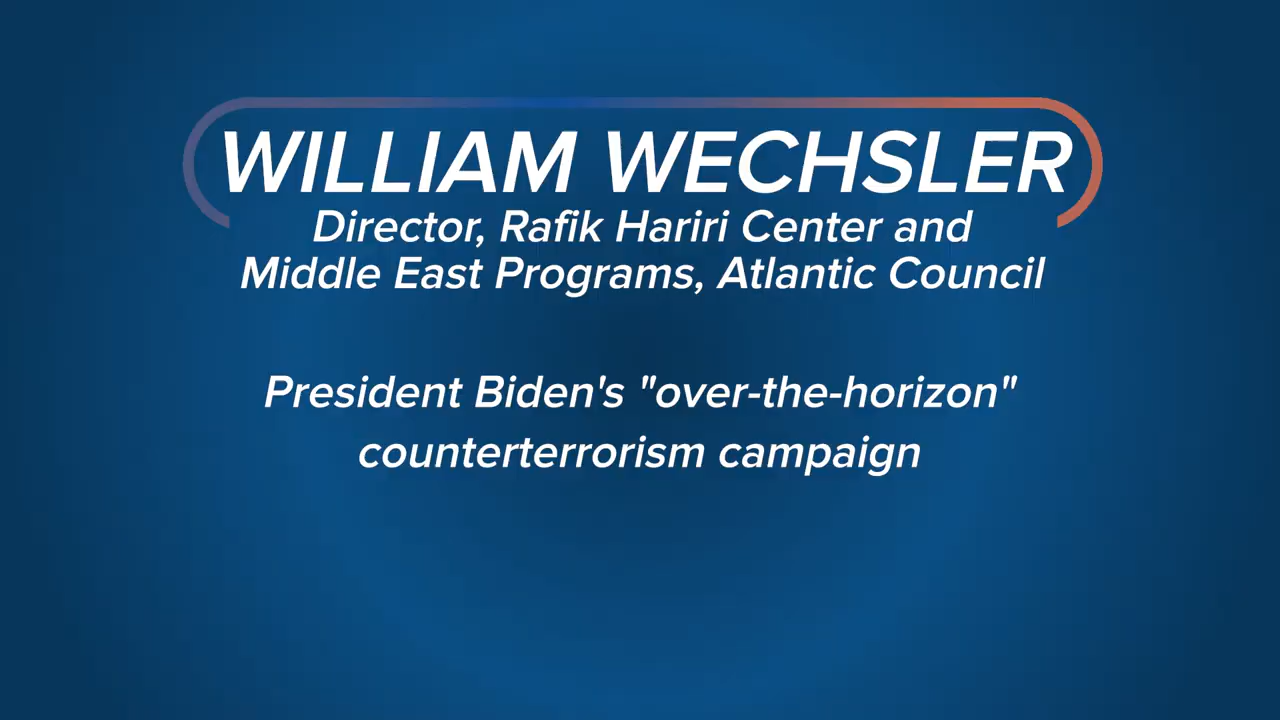 WILLIAM WECHSLER
Director, Rafik Hariri Center and
Middle East Programs, Atlantic Council
President Biden's "over-the-horizon"
counterterrorism campaign